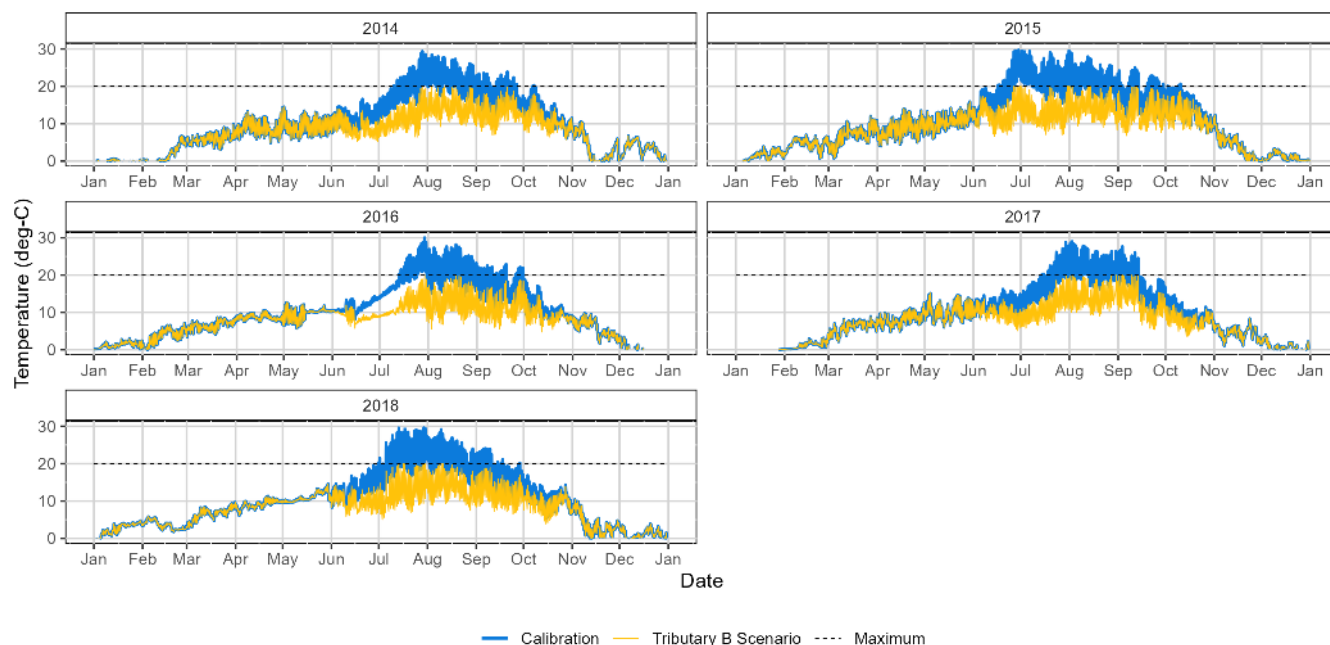 2014
2015
30
20
10
0
Jan Feb Mar Apr May Jun Jul Aug Sep Oct Nov Dec Jan
Jan Feb Mar Apr May Jun Jul Aug Sep Oct Nov Dec Jan
2016
2017
30
20
10
0
Jan Feb Mar Apr May Jun Jul Aug Sep Oct Nov Dec Jan
Jan Feb Mar Apr May Jun Jul Aug Sep Oct Nov Dec Jan
Temperature (deg-C)
2018
30
20
10
0
Jan Feb Mar Apr May Jun Jul Aug Sep Oct Nov Dec Jan
Date
Calibration Tributary B Scenario Maximum